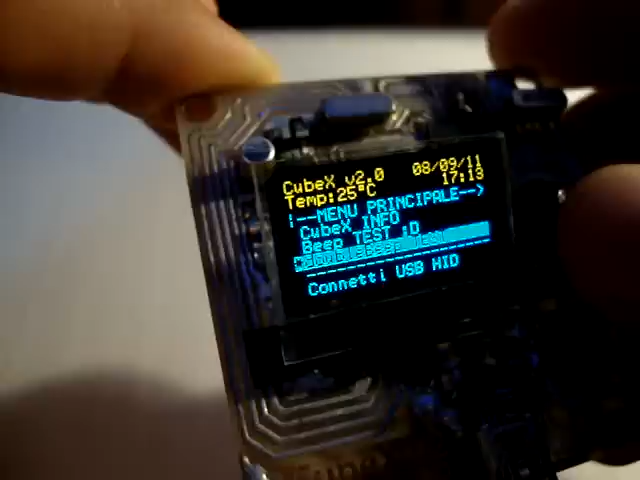 CubeX v2.0 08/09/11
Temp:25°C 17:13
¦--MENU PRINCIPALE-->
CubeX INFO
Beep TEST :D
--------------------
Connetti USB HID